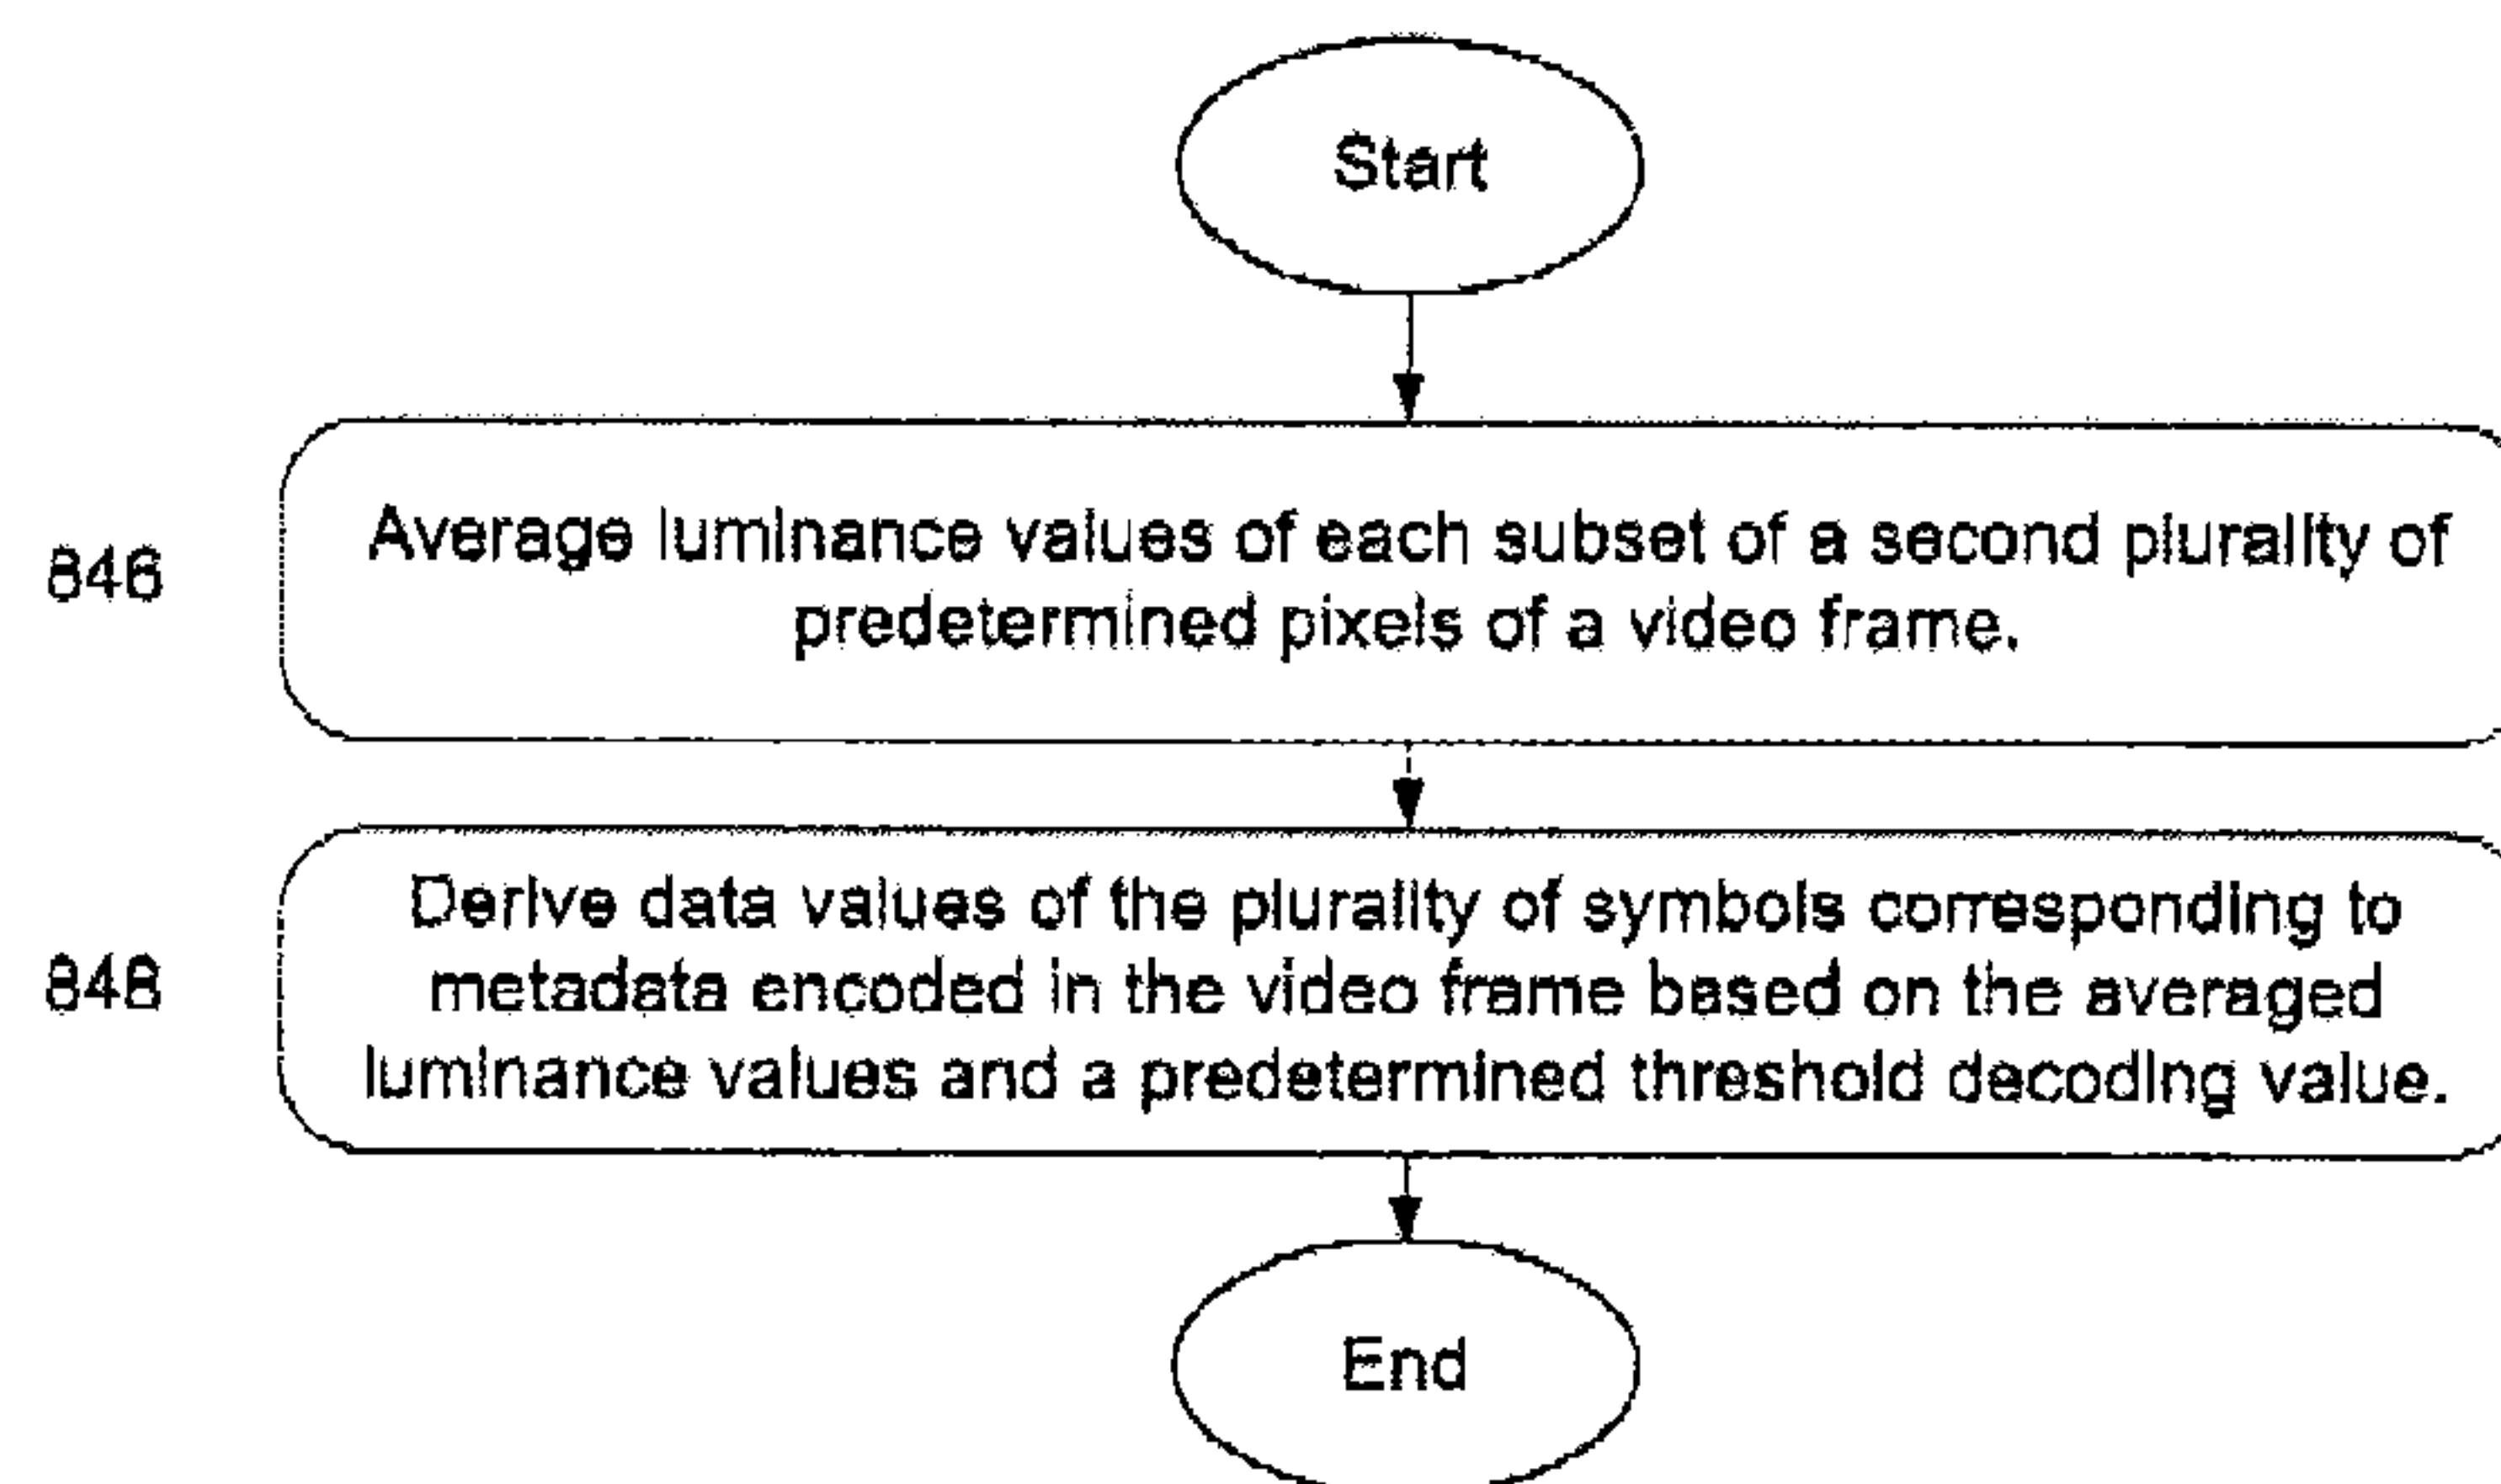 Start
846
Average luminance values of each subset of a second plurality of
predetermined pixels of a video frame.
848
Derive data values of the plurality of symbols corresponding to
metadata encoded in the video frame based on the averaged
luminance values and a predetermined threshold decoding value.
End